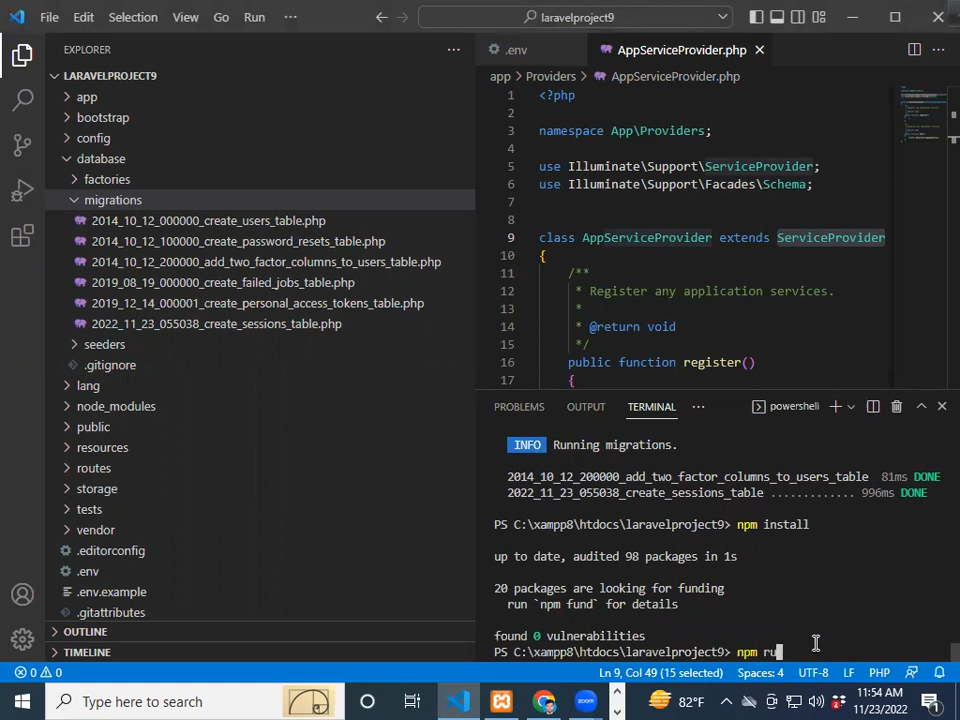 File Edit Selection View Go Run ··· laravelproject9
EXPLORER
LARAVELPROJECT9
app
bootstrap
config
database
factories
migrations
2014_10_12_000000_create_users_table.php
2014_10_12_100000_create_password_resets_table.php
2014_10_12_200000_add_two_factor_columns_to_users_table.php
2019_08_19_000000_create_failed_jobs_table.php
2019_12_14_000001_create_personal_access_tokens_table.php
2022_11_23_055038_create_sessions_table.php
seeders
.gitignore
lang
node_modules
public
resources
routes
storage
tests
vendor
.editorconfig
.env
.env.example
.gitattributes
OUTLINE
TIMELINE
.env AppServiceProvider.php
app > Providers > AppServiceProvider.php
1 <?php
2
3 namespace App\Providers;
4
5 use Illuminate\Support\ServiceProvider;
6 use Illuminate\Support\Facades\Schema;
7
8
9 class AppServiceProvider extends ServiceProvider
10 {
11 /**
12 * Register any application services.
13 *
14 * @return void
15 */
16 public function register()
17 {
PROBLEMS OUTPUT TERMINAL ··· powershell
INFO Running migrations.
2014_10_12_200000_add_two_factor_columns_to_users_table 81ms DONE
2022_11_23_055038_create_sessions_table ............. 996ms DONE
PS C:\xampp8\htdocs\laravelproject9> npm install
up to date, audited 98 packages in 1s
20 packages are looking for funding
run `npm fund` for details
found 0 vulnerabilities
PS C:\xampp8\htdocs\laravelproject9> npm ru
0 0 Ln 9, Col 49 (15 selected) Spaces: 4 UTF-8 LF PHP
Type here to search 82°F 11:54 AM
11/23/2022